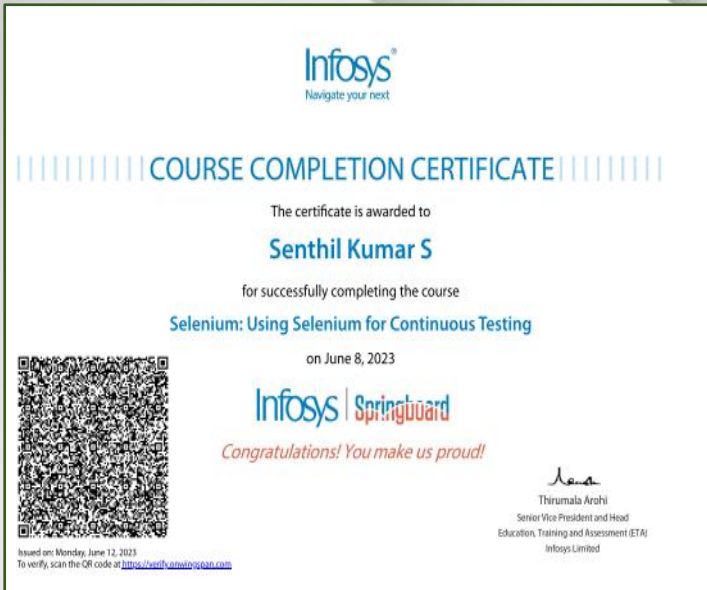 Infosys®
Navigate your next
COURSE COMPLETION CERTIFICATE
The certificate is awarded to
Senthil Kumar S
for successfully completing the course
Selenium: Using Selenium for Continuous Testing
on June 8, 2023
Infosys | Springboard
Congratulations! You make us proud!
Thirumala Arohi
Senior Vice President and Head
Education, Training and Assessment (ETA)
Infosys Limited
Issued on: Monday, June 12, 2023
To verify, scan the QR code at https://verify.onwingspan.com